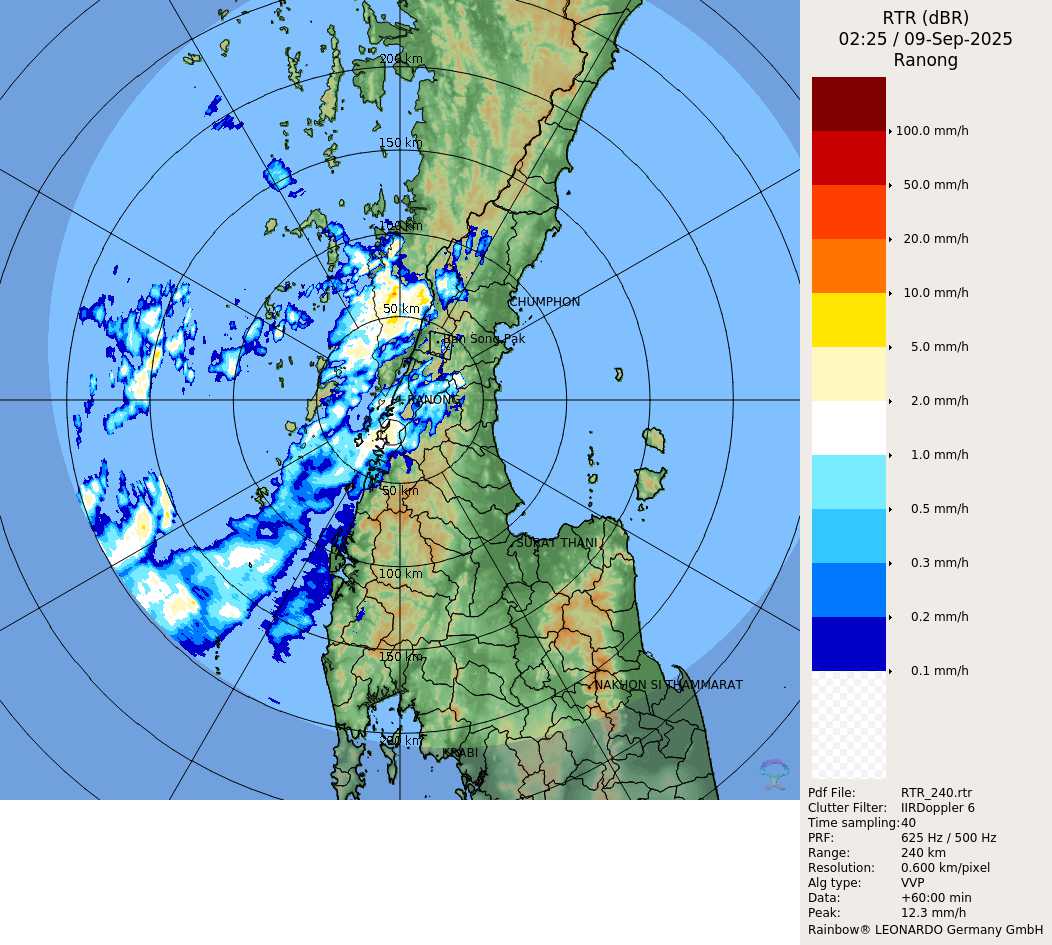 RTR (dBR)
02:25 / 09-Sep-2025
Ranong
100.0 mm/h
50.0 mm/h
20.0 mm/h
10.0 mm/h
5.0 mm/h
2.0 mm/h
1.0 mm/h
0.5 mm/h
0.3 mm/h
0.2 mm/h
0.1 mm/h
200 km
150 km
100 km
50 km
CHUMPHON
Ban Song Pak
RANONG
50 km
SURAT THANI
100 km
150 km
NAKHON SI THAMMARAT
200 km
KRABI
Pdf File: RTR_240.rtr
Clutter Filter: IIRDoppler 6
Time sampling: 40
PRF: 625 Hz / 500 Hz
Range: 240 km
Resolution: 0.600 km/pixel
Alg type: VVP
Data: +60:00 min
Peak: 12.3 mm/h
Rainbow® LEONARDO Germany GmbH